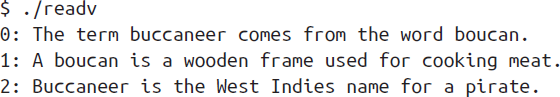 $ ./readv
0: The term buccaneer comes from the word boucan.
1: A boucan is a wooden frame used for cooking meat.
2: Buccaneer is the West Indies name for a pirate.